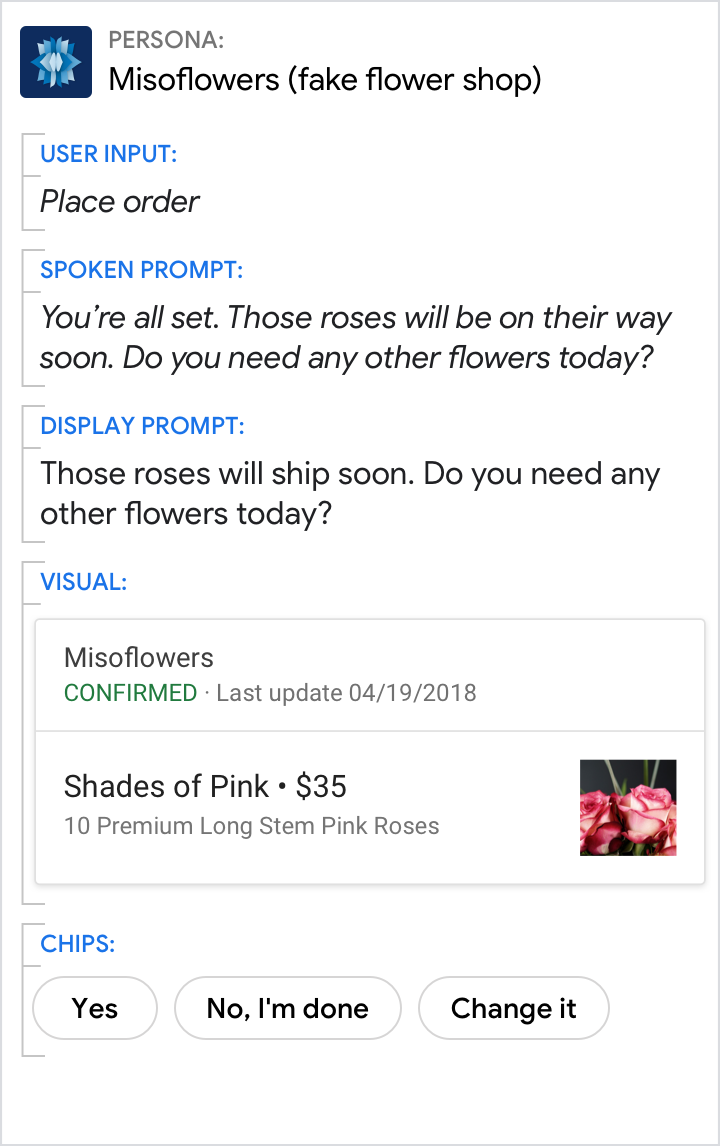 PERSONA:
Misoflowers (fake flower shop)
USER INPUT:
Place order
SPOKEN PROMPT:
You’re all set. Those roses will be on their way
soon. Do you need any other flowers today?
DISPLAY PROMPT:
Those roses will ship soon. Do you need any
other flowers today?
VISUAL:
Misoflowers
CONFIRMED · Last update 04/19/2018
Shades of Pink • $35
10 Premium Long Stem Pink Roses
CHIPS:
Yes No, I'm done Change it